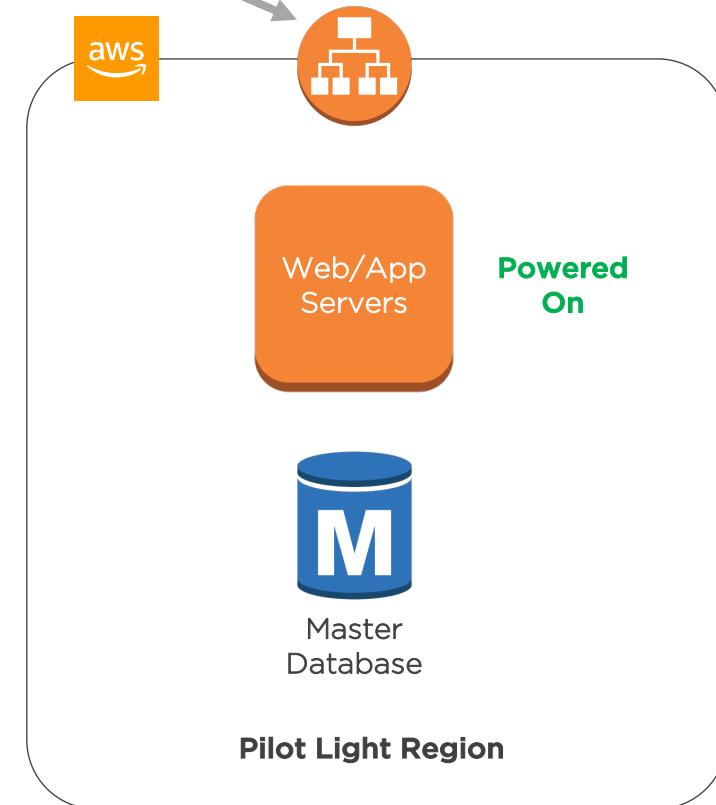 aws
Web/App
Servers
Powered
On
M
Master
Database
Pilot Light Region